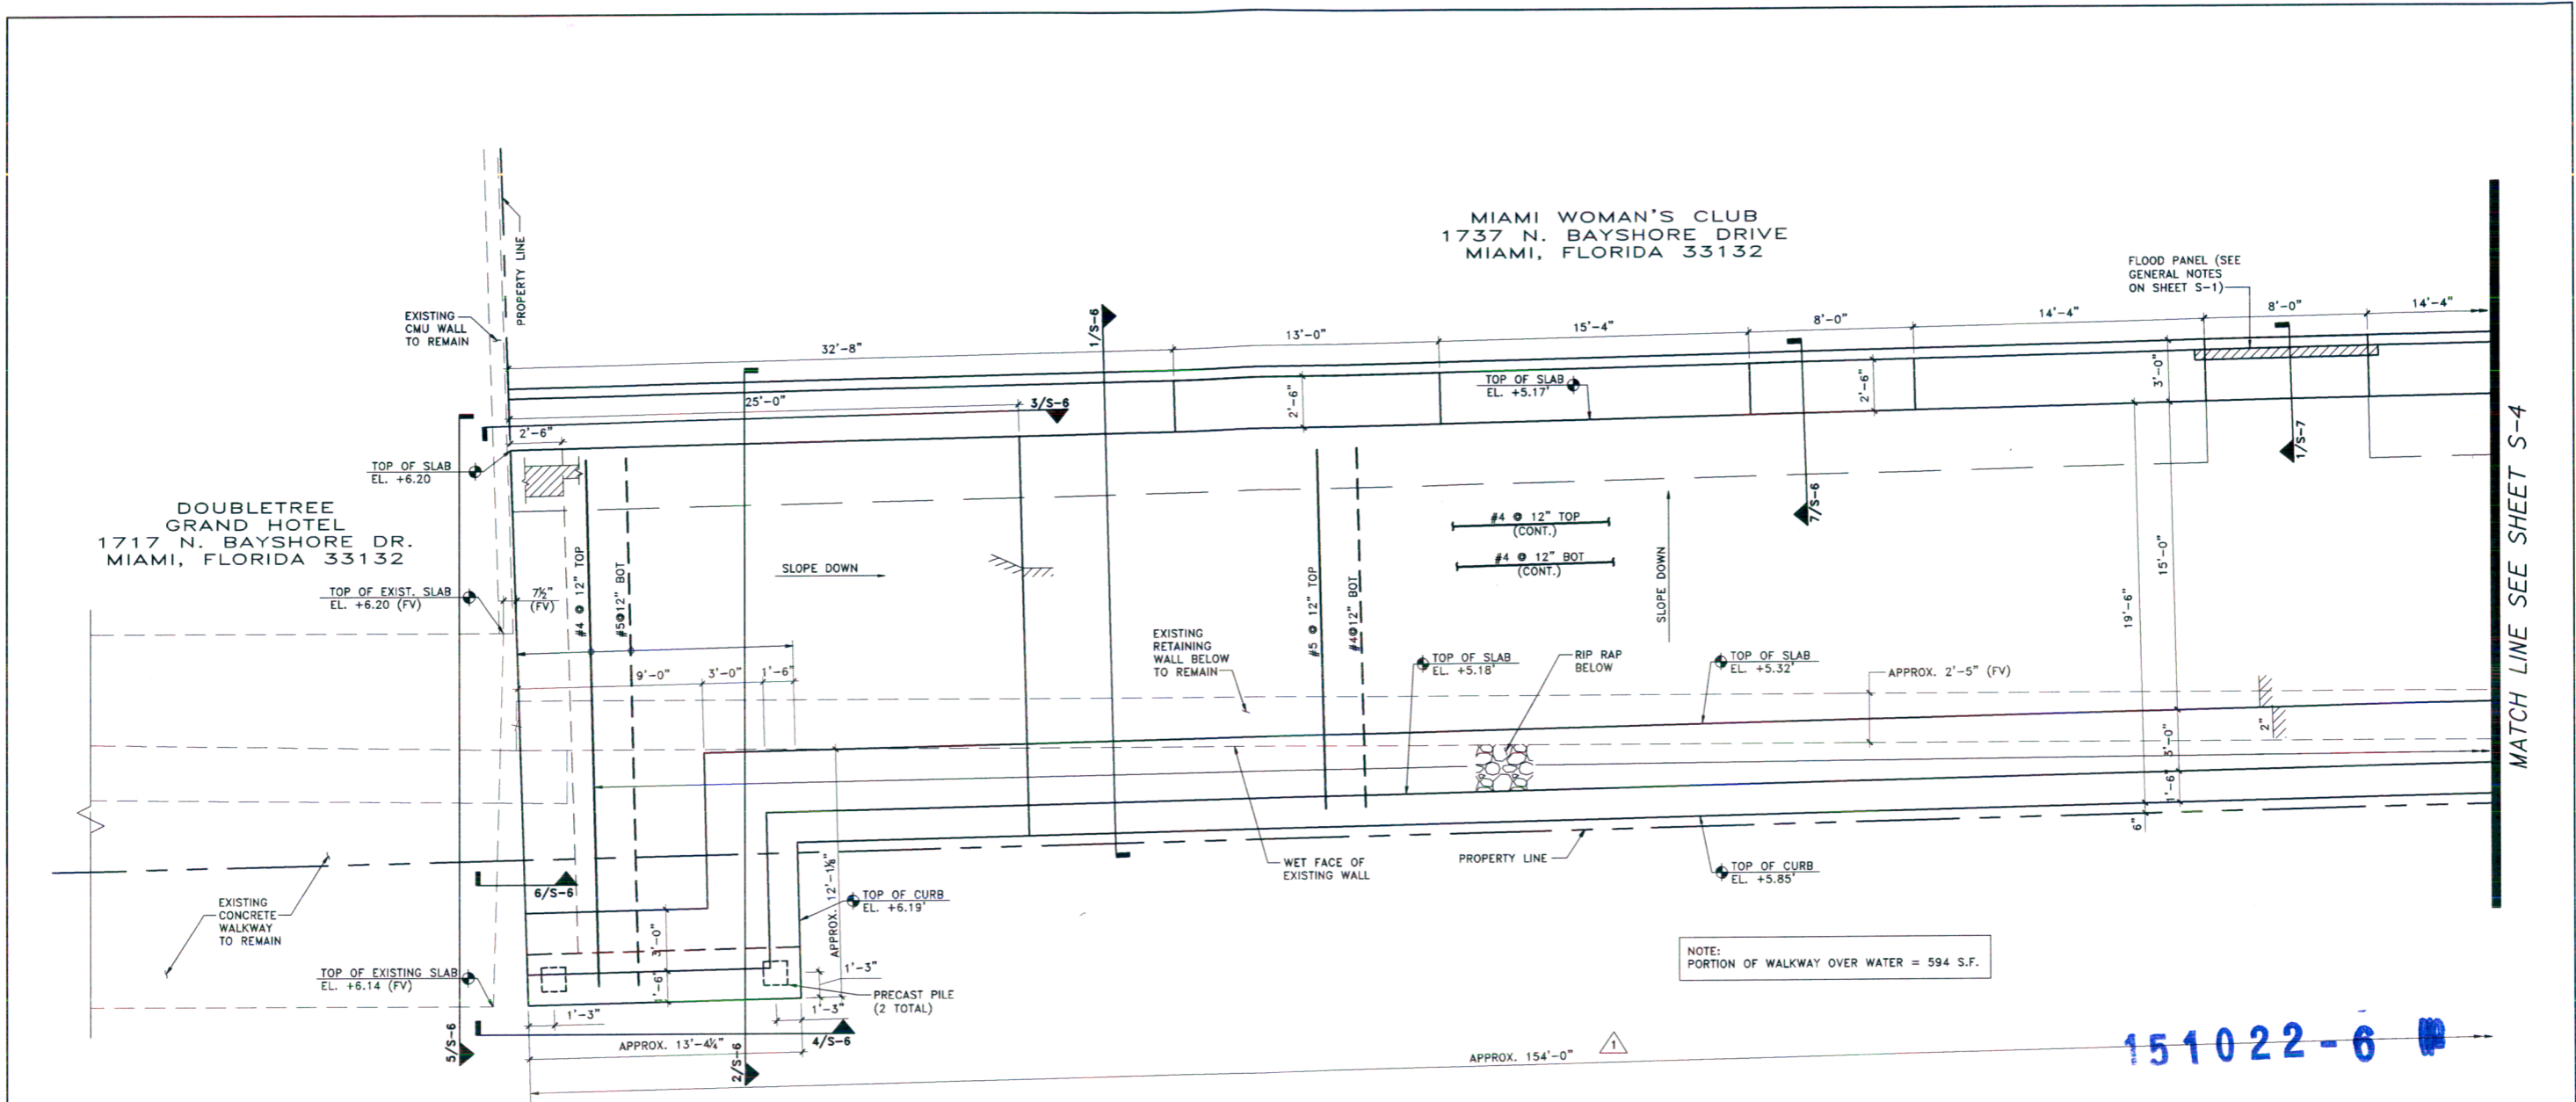 MIAMI WOMAN'S CLUB
1737 N. BAYSHORE DRIVE
MIAMI, FLORIDA 33132
FLOOD PANEL (SEE
GENERAL NOTES
ON SHEET S-1)
PROPERTY LINE
EXISTING
CMU WALL
TO REMAIN
32'-8"
1/S-6
13'-0"
15'-4"
8'-0"
14'-4"
8'-0"
14'-4"
25'-0"
3/S-6
2'-6"
2'-6"
TOP OF SLAB
EL. +5.17'
2'-6"
3'-0"
1/S-7
7/S-6
TOP OF SLAB
EL. +6.20
DOUBLETREE
GRAND HOTEL
1717 N. BAYSHORE DR.
MIAMI, FLORIDA 33132
TOP OF EXIST. SLAB
EL. +6.20 (FV)
7½"
(FV)
#4 @ 12" TOP
#5@12" BOT
SLOPE DOWN
#4 @ 12" TOP
(CONT.)
#4 @ 12" BOT
(CONT.)
#5 @ 12" TOP
#4@12" BOT
SLOPE DOWN
19'-6"
15'-0"
MATCH LINE SEE SHEET S-4
9'-0"
3'-0"
1'-6"
EXISTING
RETAINING
WALL BELOW
TO REMAIN
TOP OF SLAB
EL. +5.18'
RIP RAP
BELOW
TOP OF SLAB
EL. +5.32'
APPROX. 2'-5" (FV)
2"
3'-0"
1'-6"
6"
WET FACE OF
EXISTING WALL
PROPERTY LINE
TOP OF CURB
EL. +5.85'
6/S-6
EXISTING
CONCRETE
WALKWAY
TO REMAIN
TOP OF CURB
EL. +6.19'
APPROX. 12'-1⅛"
3'-0"
1'-6"
TOP OF EXISTING SLAB
EL. +6.14 (FV)
1'-3"
PRECAST PILE
(2 TOTAL)
1'-3"
1'-3"
NOTE:
PORTION OF WALKWAY OVER WATER = 594 S.F.
5/S-6
APPROX. 13'-4¼"
2/S-6
4/S-6
APPROX. 154'-0"
1
151022-6